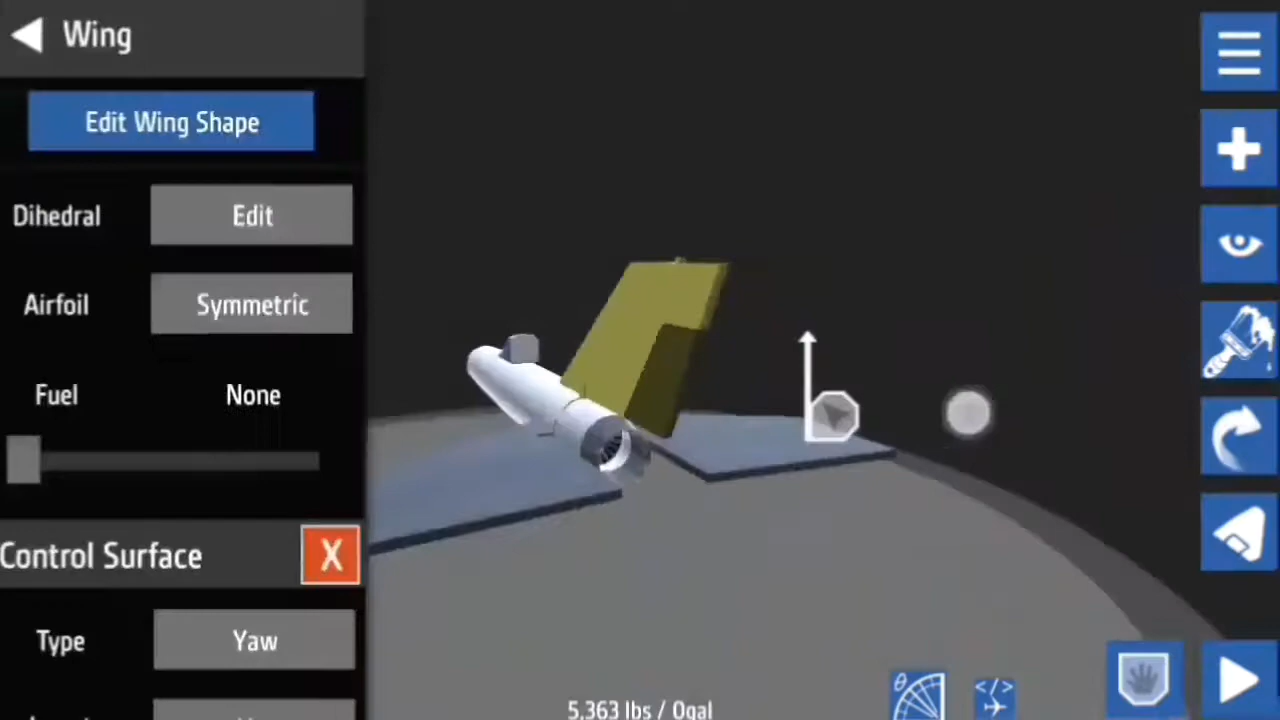 Wing
Edit Wing Shape
Dihedral Edit
Airfoil Symmetric
Fuel None
Control Surface X
Type Yaw
5,363 lbs / 0gal
θ
</>